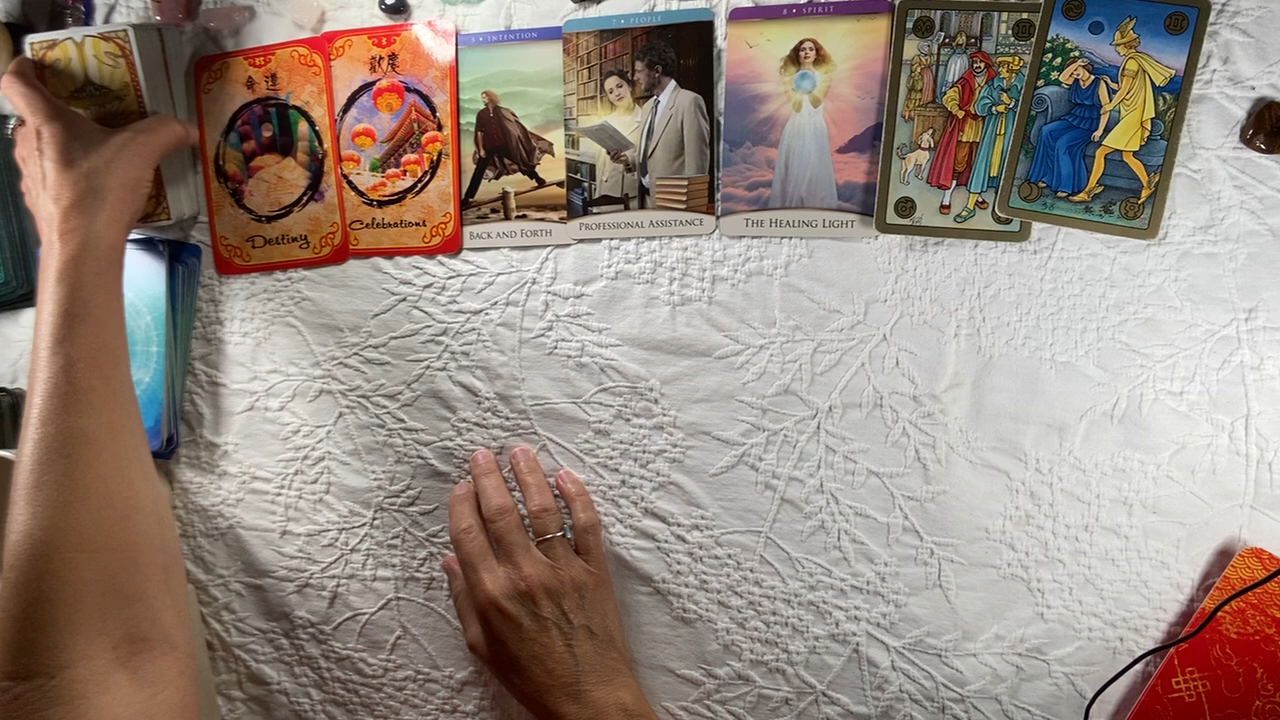 命運
Destiny
歡慶
Celebrations
5 • INTENTION
BACK AND FORTH
7 • PEOPLE
PROFESSIONAL ASSISTANCE
8 • SPIRIT
THE HEALING LIGHT